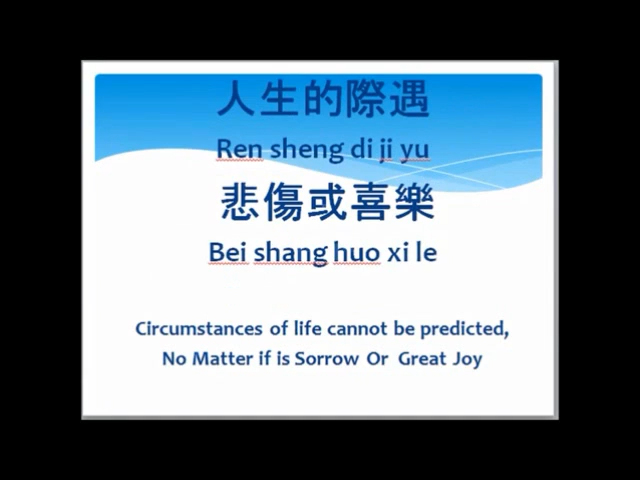 人生的際遇
Ren sheng di ji yu
悲傷或喜樂
Bei shang huo xi le
Circumstances of life cannot be predicted,
No Matter if is Sorrow Or Great Joy